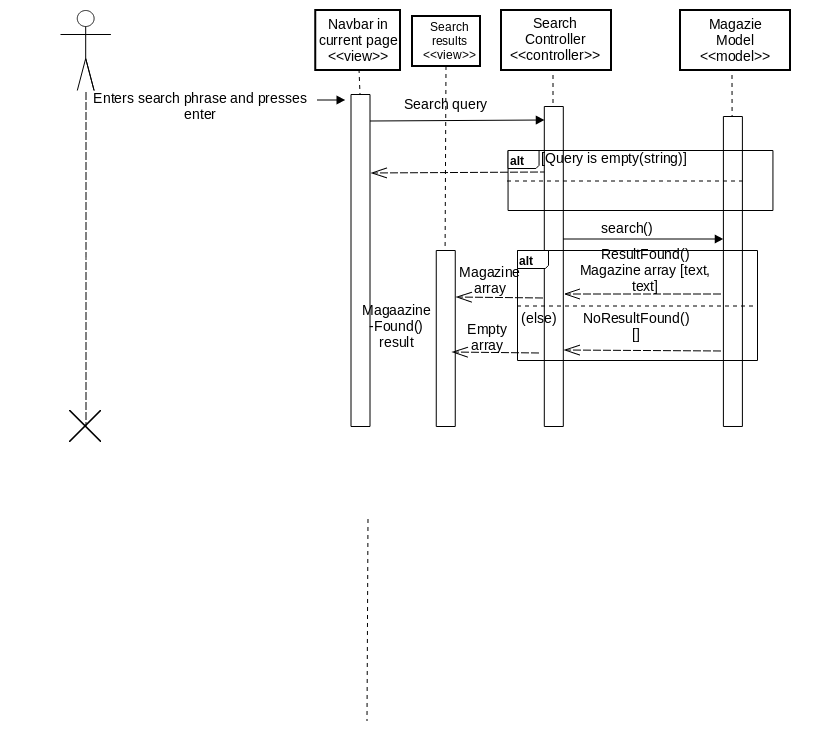 Navbar in
current page
<<view>>
Search
results
<<view>>
Search
Controller
<<controller>>
Magazie
Model
<<model>>
Enters search phrase and presses
enter
Search query
alt
[Query is empty(string)]
search()
alt
ResultFound()
Magazine array [text,
text]
Magazine
array
Magaazine
-Found()
result
(else)
NoResultFound()
[]
Empty
array